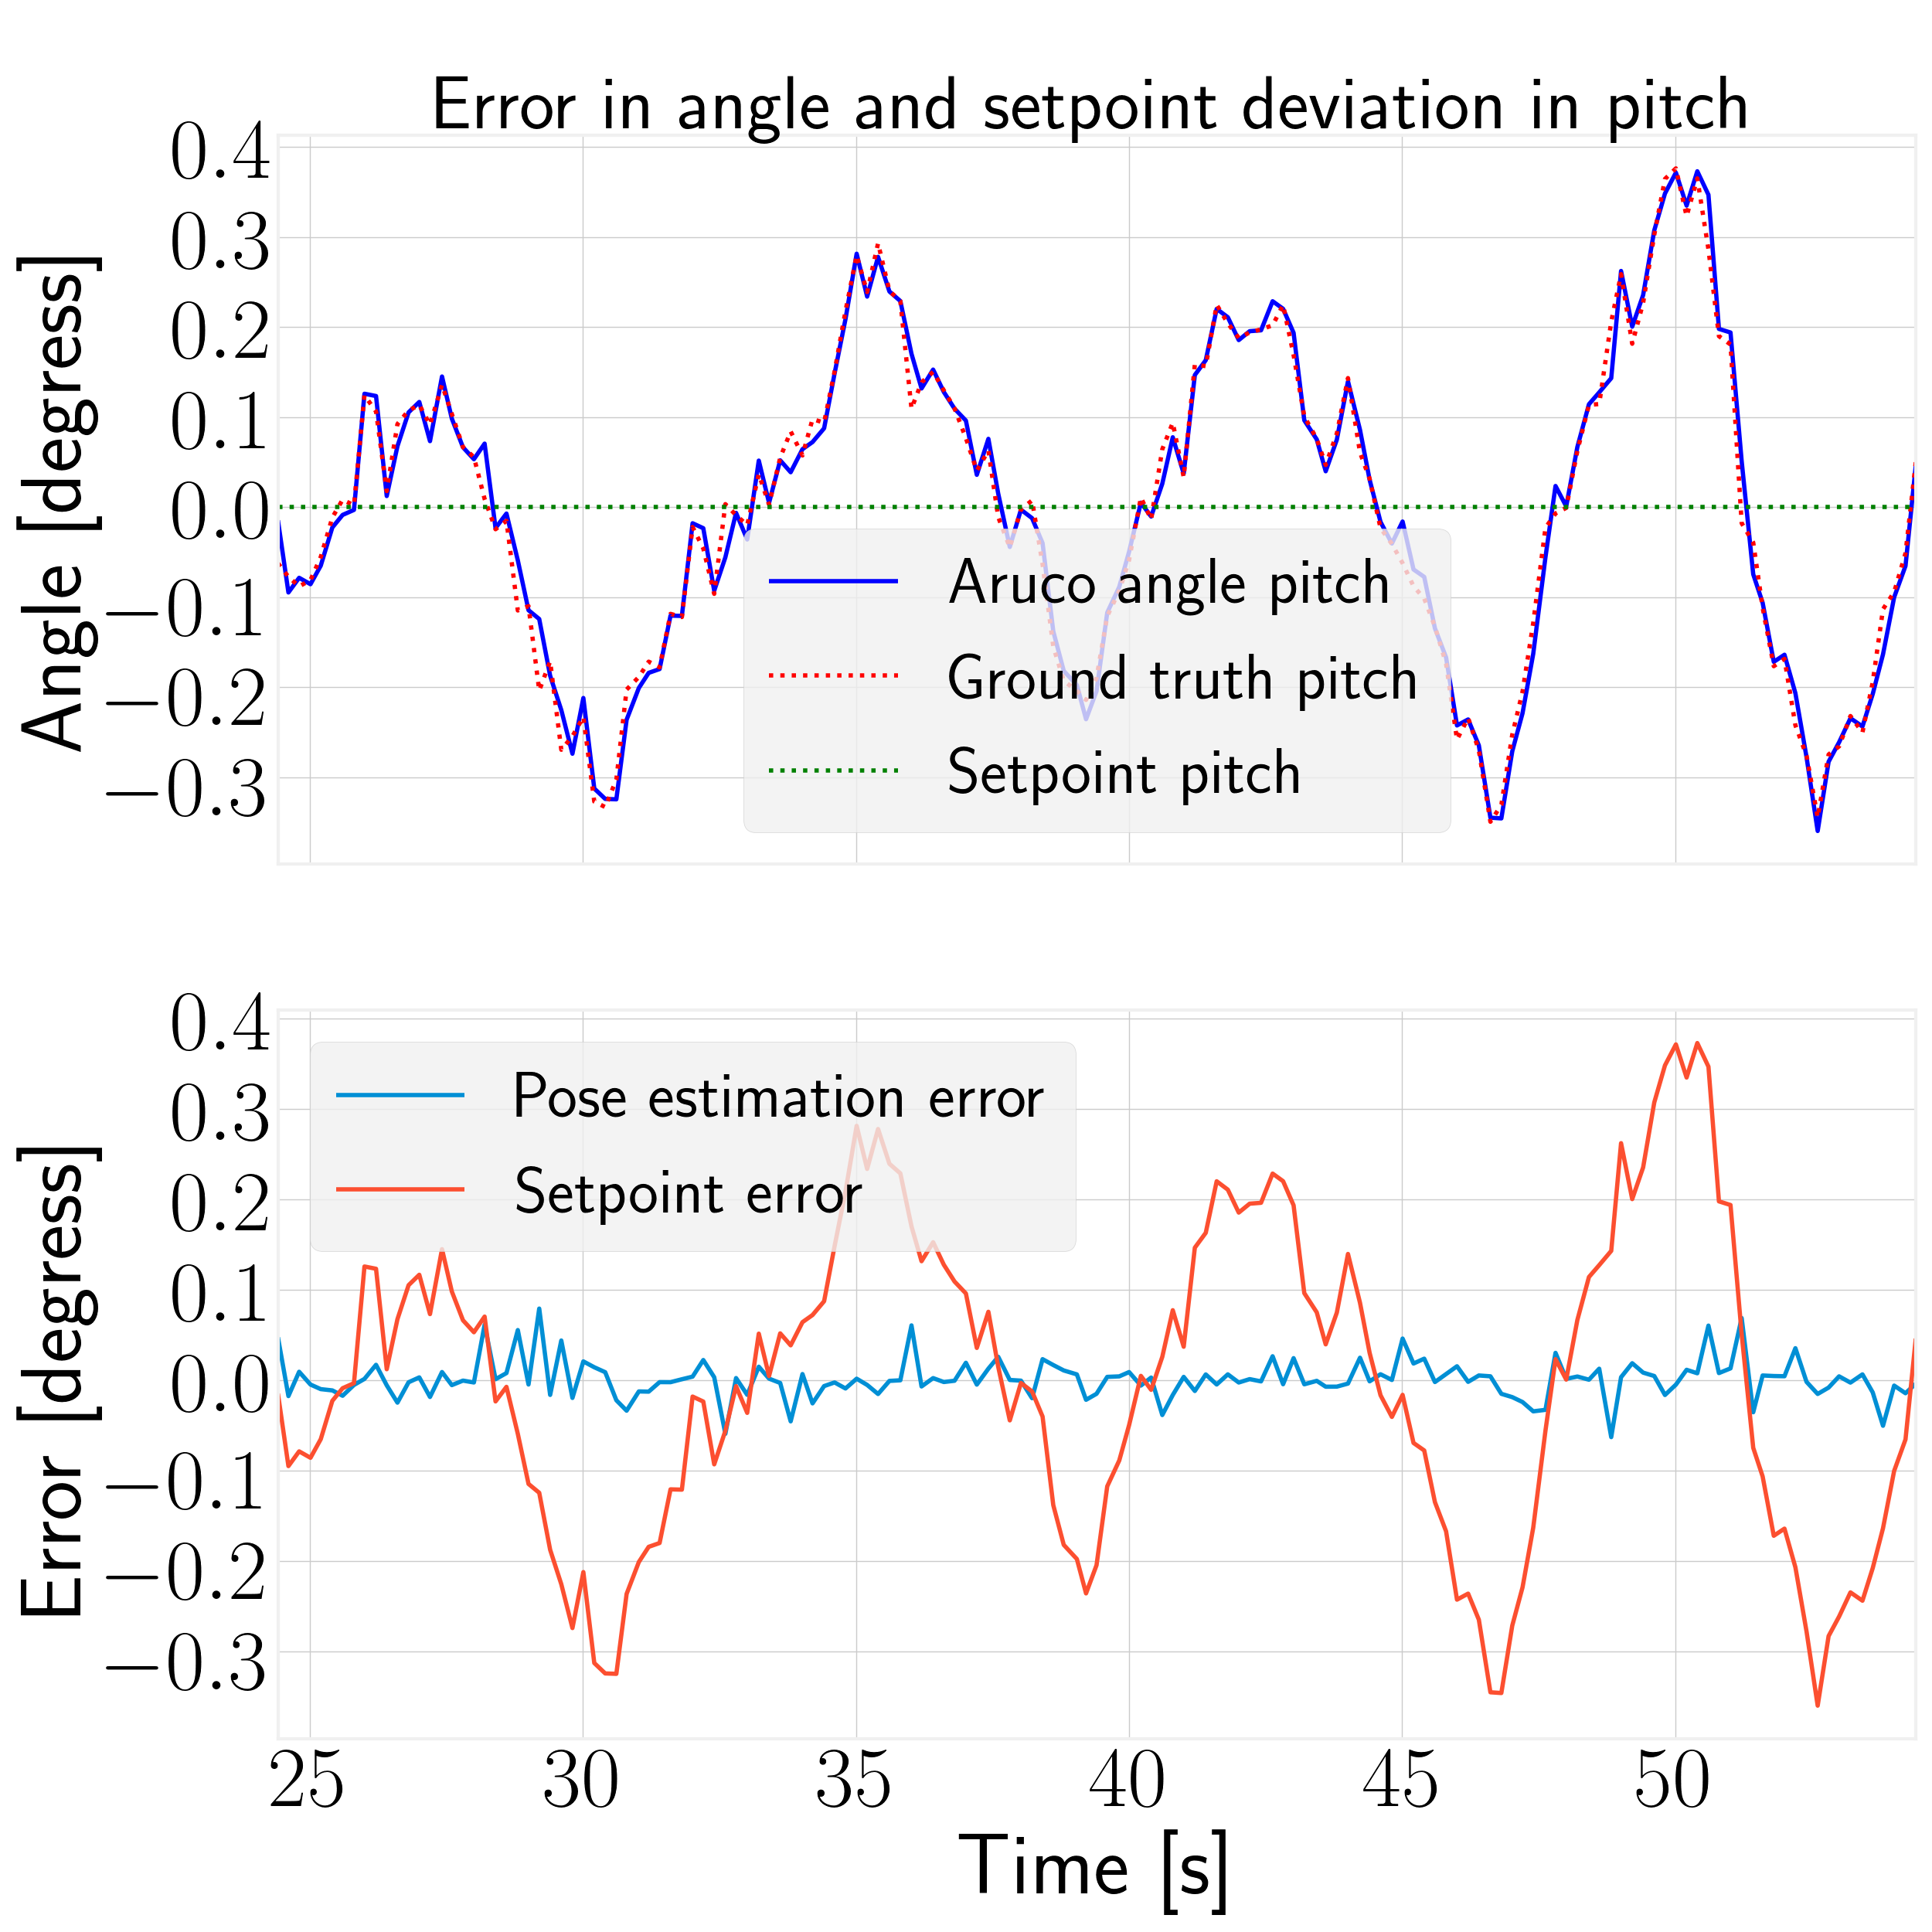 Error in angle and setpoint deviation in pitch
Angle [degress]
0.4
0.3
0.2
0.1
0.0
−0.1
−0.2
−0.3
Aruco angle pitch
Ground truth pitch
Setpoint pitch
Error [degress]
0.4
0.3
0.2
0.1
0.0
−0.1
−0.2
−0.3
Pose estimation error
Setpoint error
25 30 35 40 45 50
Time [s]